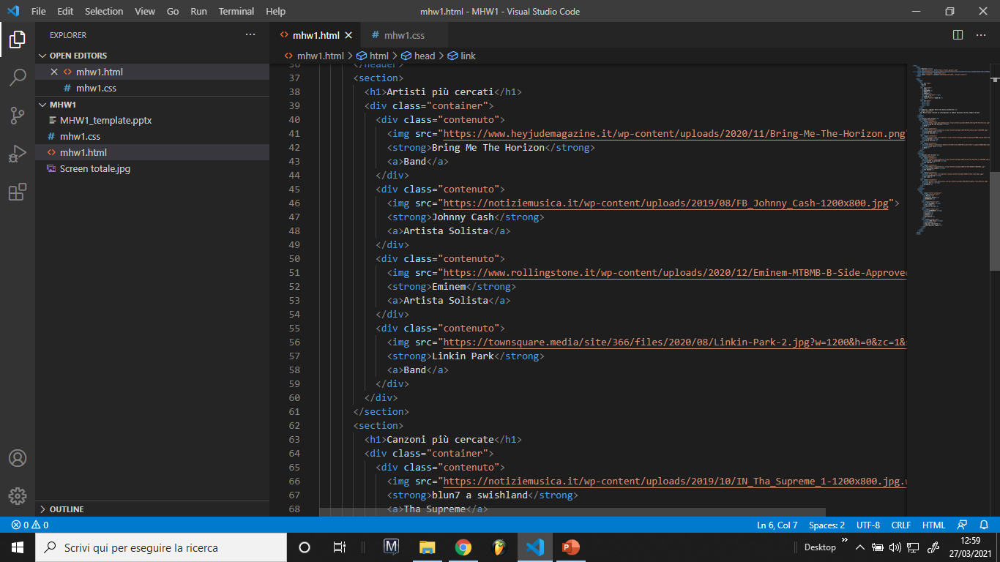 File Edit Selection View Go Run Terminal Help
mhw1.html - MHW1 - Visual Studio Code
EXPLORER
OPEN EDITORS
mhw1.html
mhw1.css
MHW1
MHW1_template.pptx
mhw1.css
mhw1.html
Screen totale.jpg
OUTLINE
mhw1.html mhw1.css
mhw1.html > html > head > link
36 </header>
37 <section>
38 <h1>Artisti più cercati</h1>
39 <div class="container">
40 <div class="contenuto">
41 <img src="https://www.heyjudemagazine.it/wp-content/uploads/2020/11/Bring-Me-The-Horizon.png"
42 <strong>Bring Me The Horizon</strong>
43 <a>Band</a>
44 </div>
45 <div class="contenuto">
46 <img src="https://notiziemusica.it/wp-content/uploads/2019/08/FB_Johnny_Cash-1200x800.jpg">
47 <strong>Johnny Cash</strong>
48 <a>Artista Solista</a>
49 </div>
50 <div class="contenuto">
51 <img src="https://www.rollingstone.it/wp-content/uploads/2020/12/Eminem-MTBMB-B-Side-Approved
52 <strong>Eminem</strong>
53 <a>Artista Solista</a>
54 </div>
55 <div class="contenuto">
56 <img src="https://townsquare.media/site/366/files/2020/08/Linkin-Park-2.jpg?w=1200&h=0&zc=1&
57 <strong>Linkin Park</strong>
58 <a>Band</a>
59 </div>
60 </div>
61 </section>
62 <section>
63 <h1>Canzoni più cercate</h1>
64 <div class="container">
65 <div class="contenuto">
66 <img src="https://notiziemusica.it/wp-content/uploads/2019/10/IN_Tha_Supreme_1-1200x800.jpg.
67 <strong>blun7 a swishland</strong>
68 <a>Tha Supreme</a>
0 0
Ln 6, Col 7 Spaces: 2 UTF-8 CRLF HTML
Scrivi qui per eseguire la ricerca
Desktop
12:59
27/03/2021